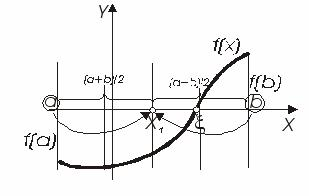 Y
f(x)
(a+b)/2 (a-b)/2 f(b)
a b
X₁ ξ X
f(a)